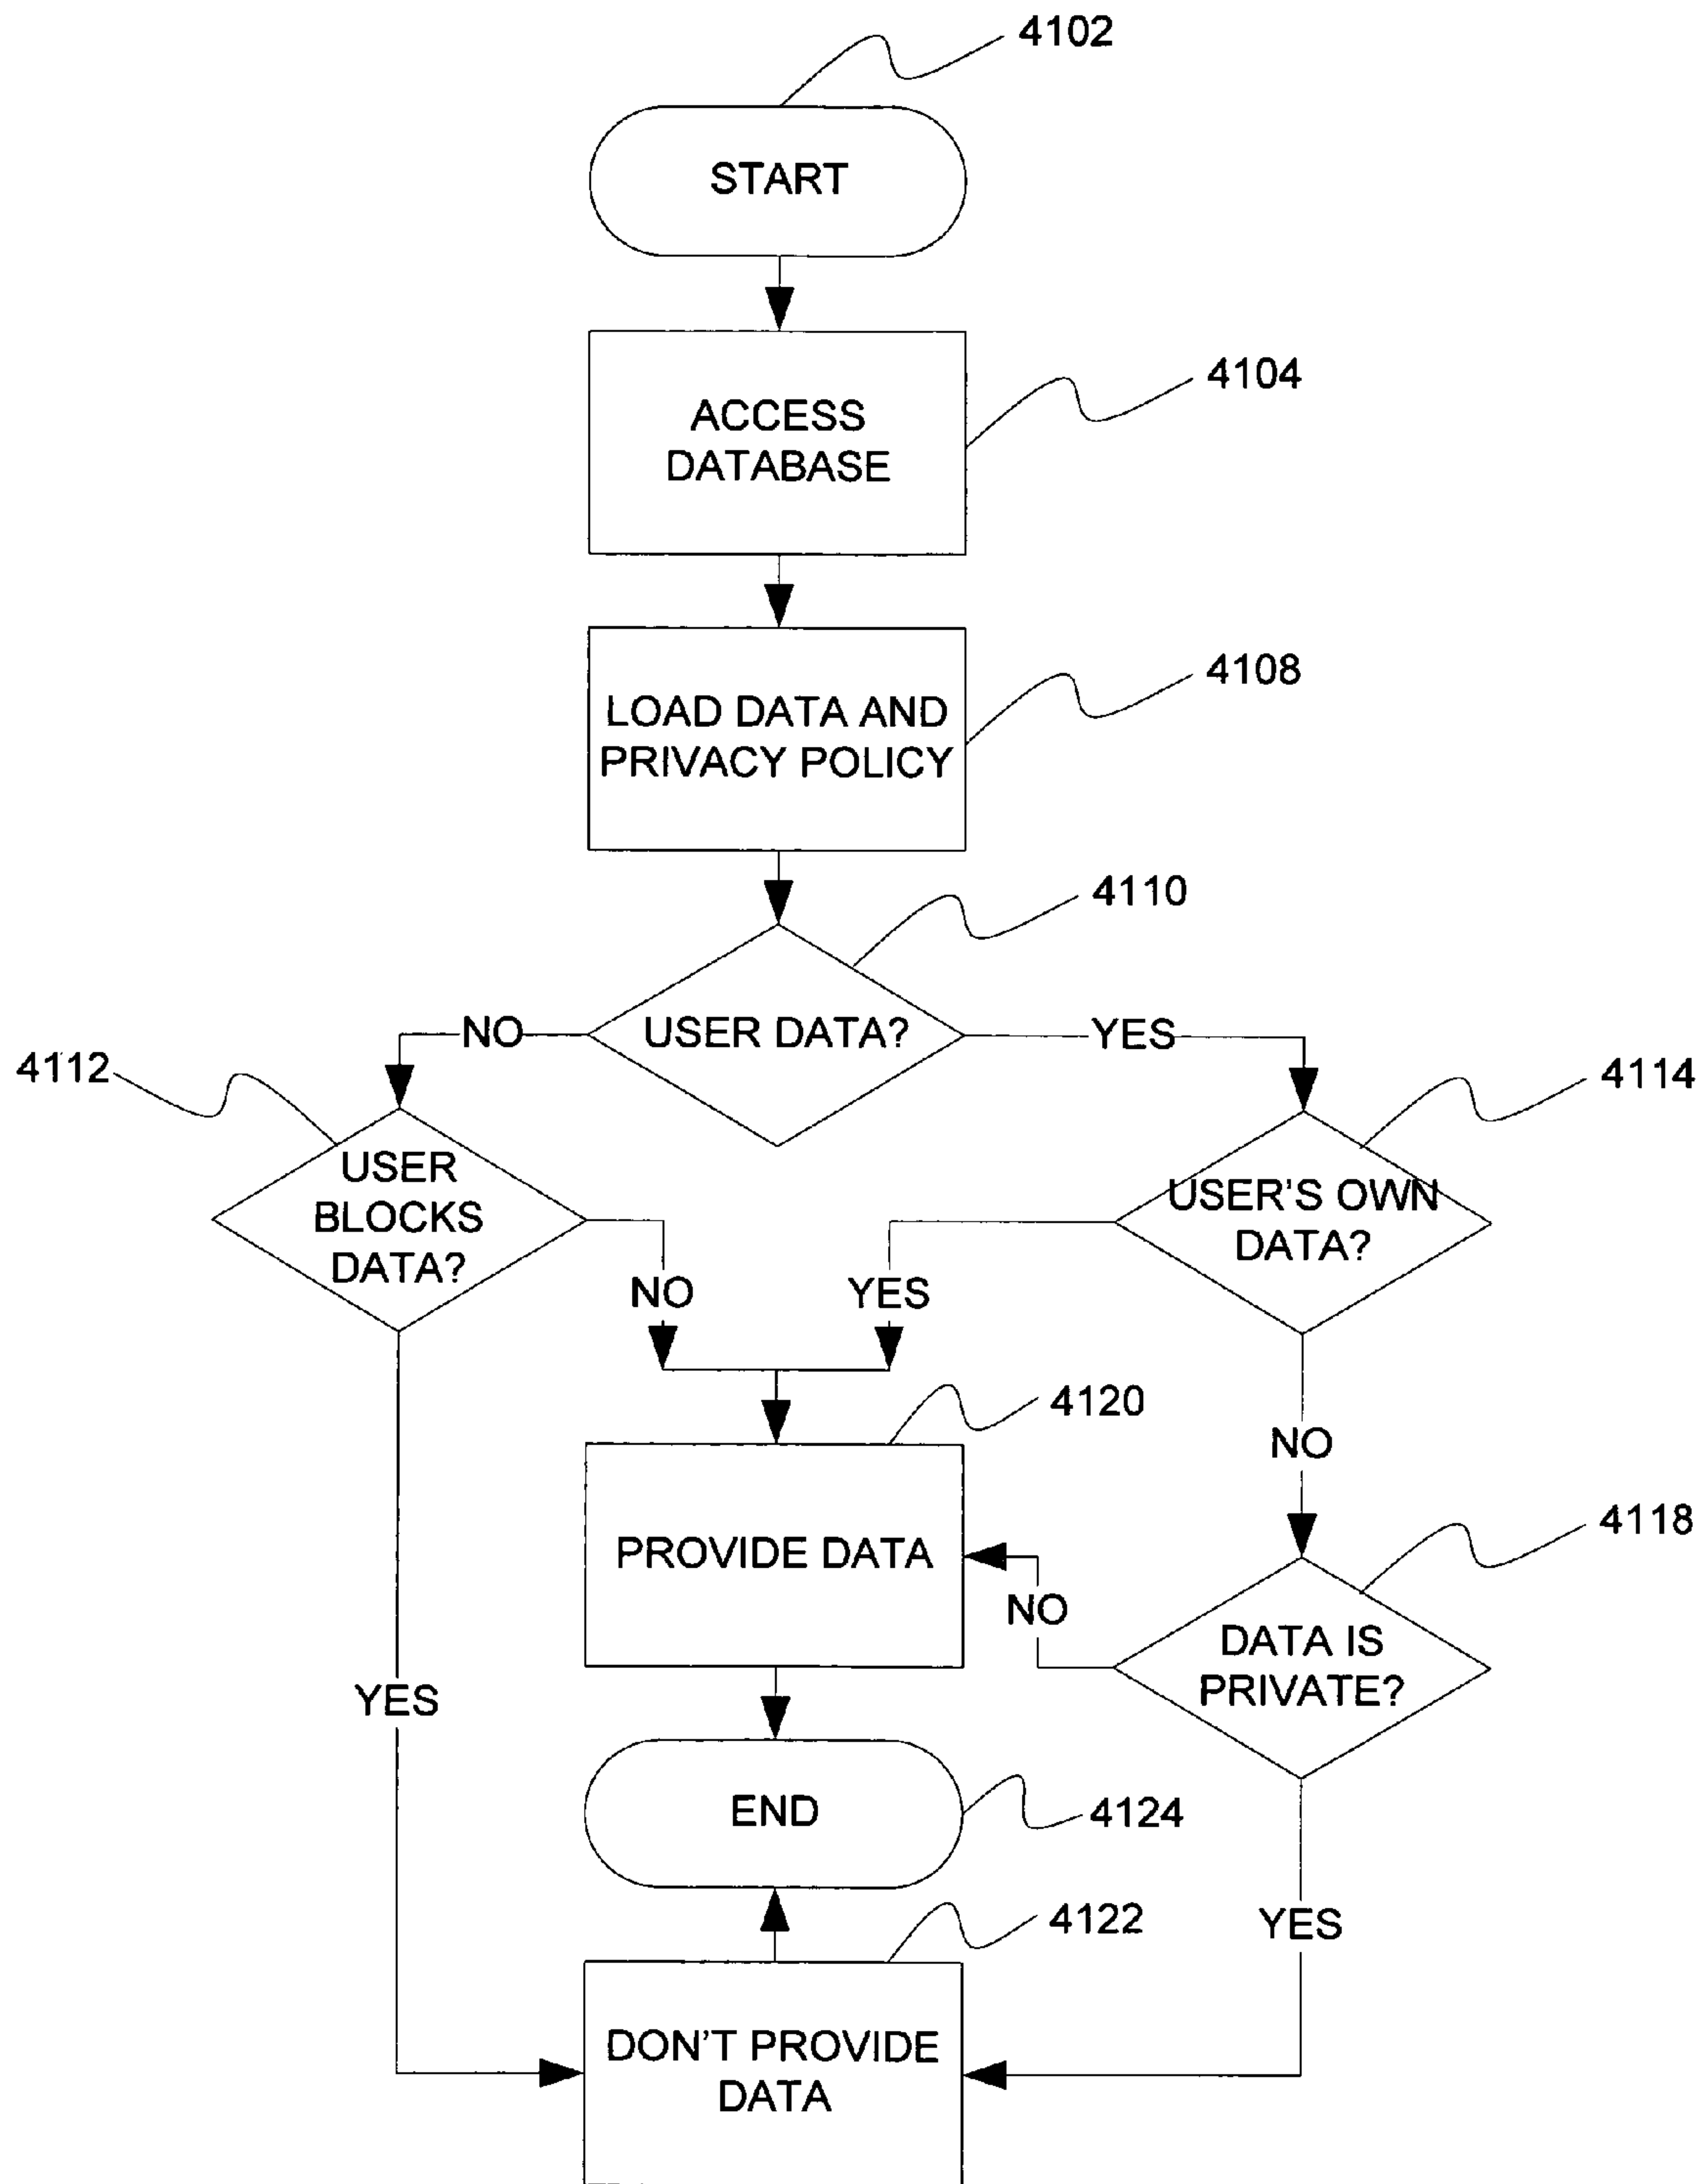 4102
START
4104
ACCESS
DATABASE
4108
LOAD DATA AND
PRIVACY POLICY
4110
USER DATA?
NO
YES
4112
4114
USER
BLOCKS
DATA?
USER'S OWN
DATA?
NO
YES
4120
NO
4118
PROVIDE DATA
NO
DATA IS
PRIVATE?
YES
END
4124
4122
YES
DON'T PROVIDE
DATA